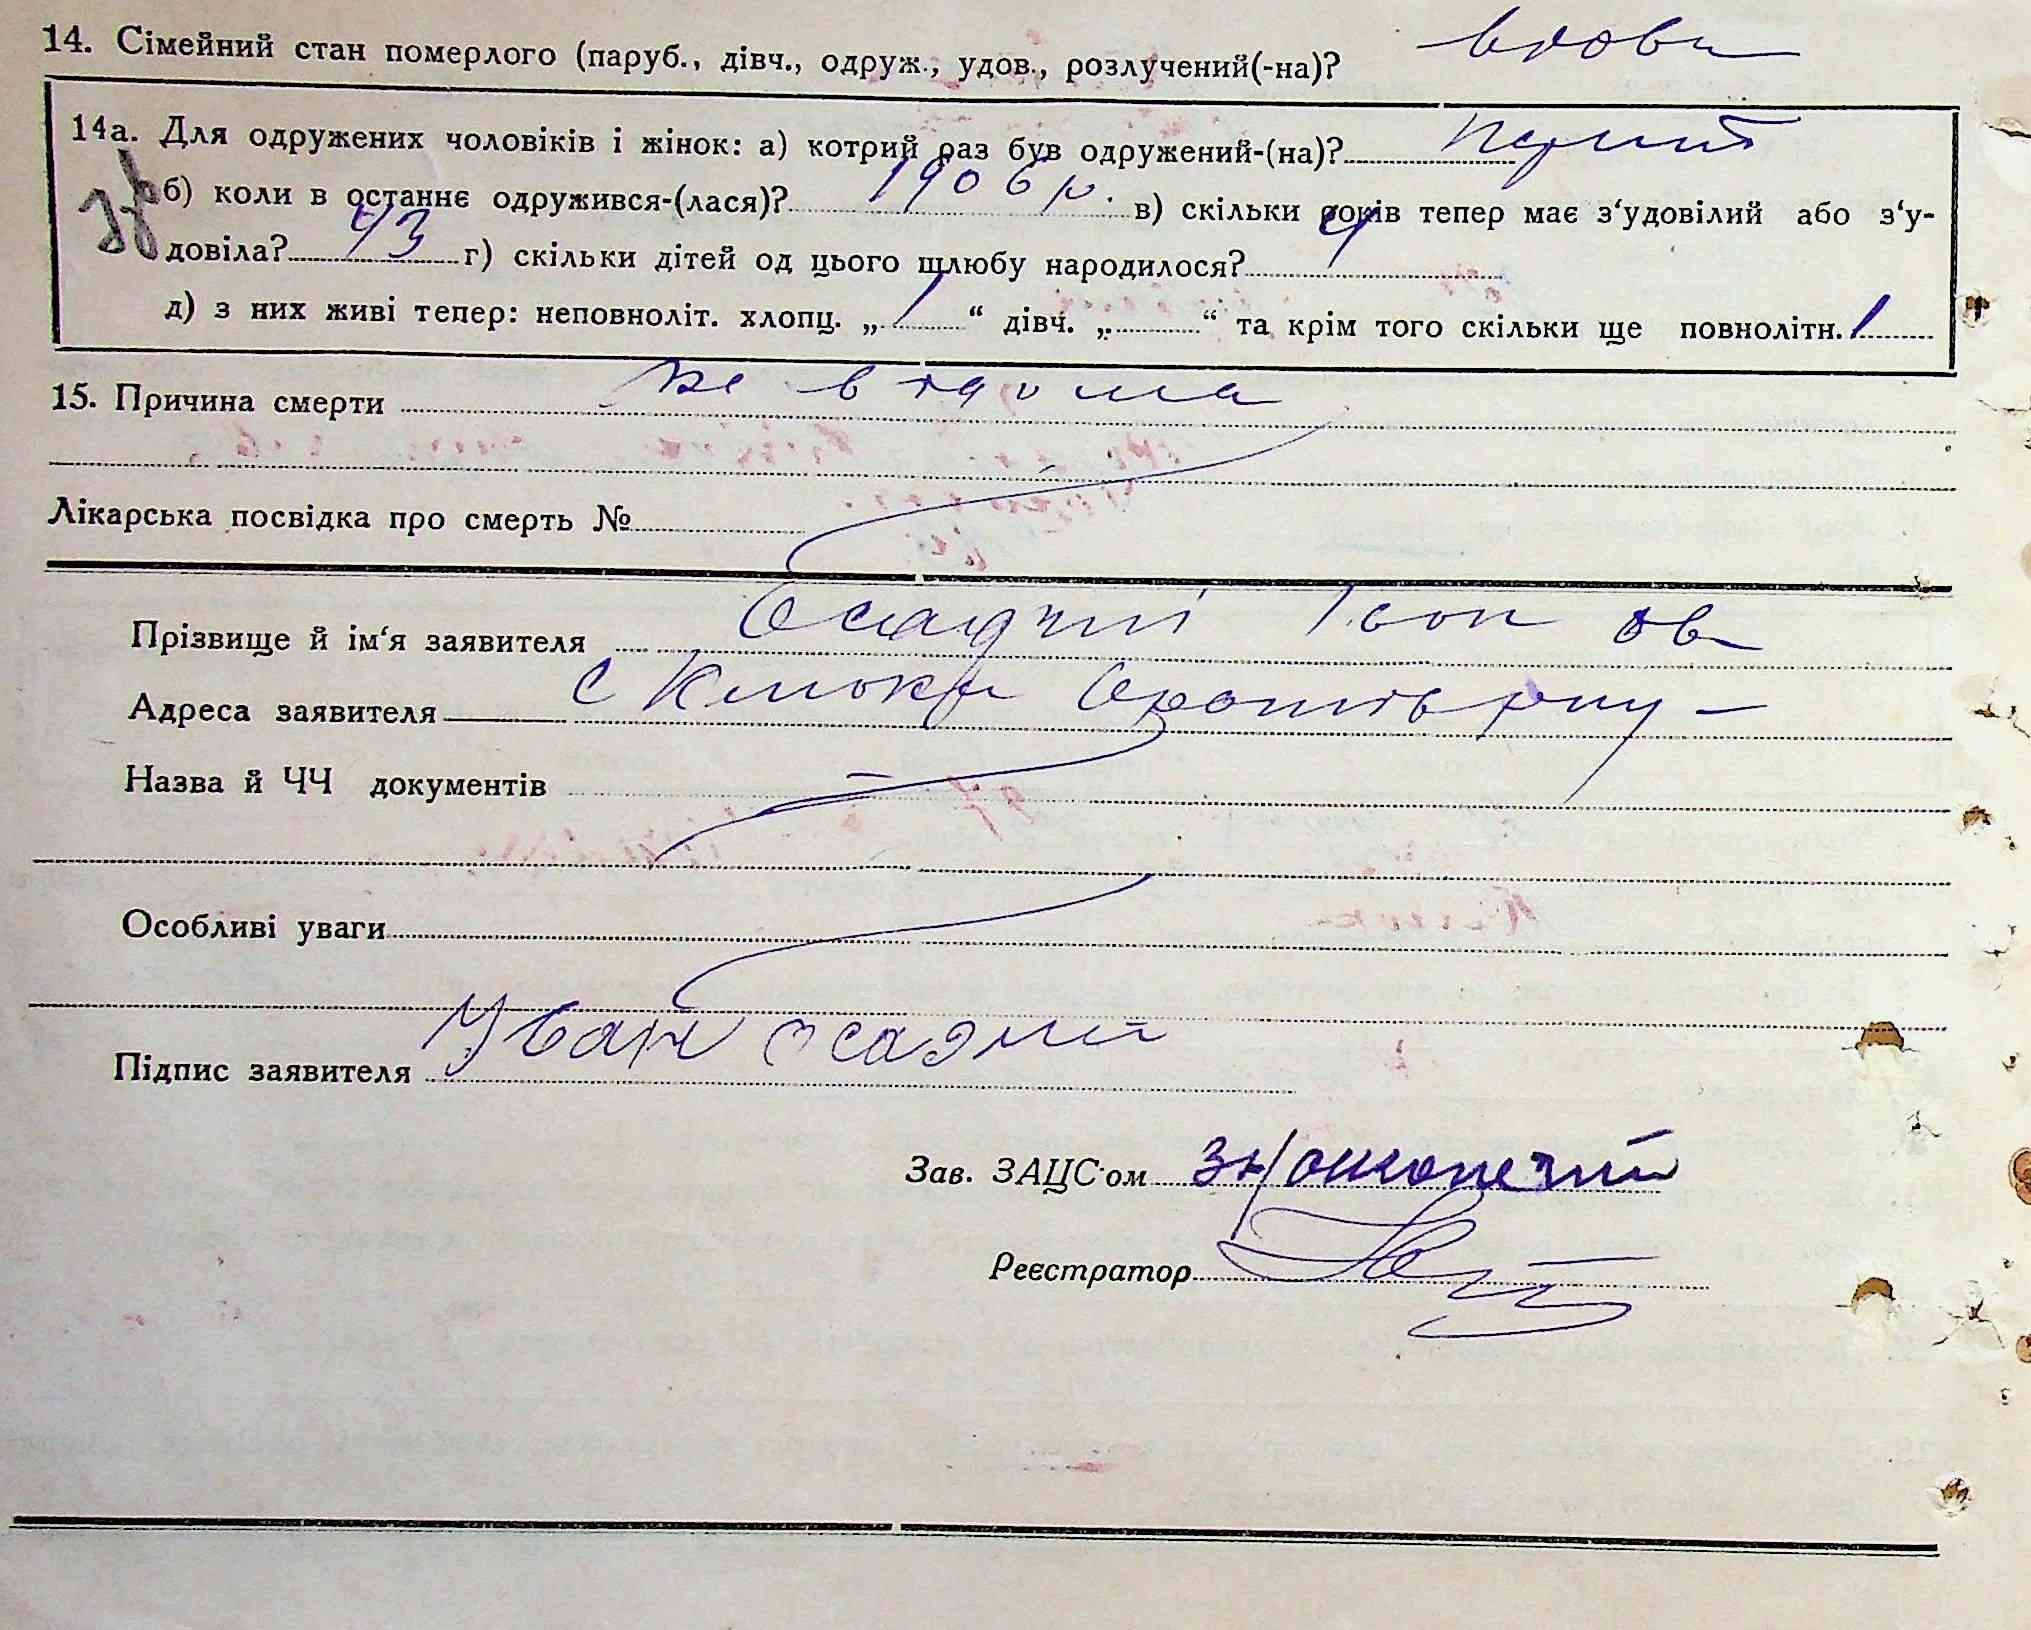 14. Сімейний стан померлого (паруб., дівч., одруж., удов., розлучений(-на)? вдова
14а. Для одружених чоловіків і жінок: а) котрий раз був одружений-(на)? перший
б) коли в останнє одружився-(лася)? 1906 р. в) скільки років тепер має з‘удовілий або з‘у-
довіла? 43 г) скільки дітей од цього шлюбу народилося? 4
д) з них живі тепер: неповноліт. хлопц. „ 1 “ дівч. „ “ та крім того скільки ще повнолітн. 1
15. Причина смерти не відома
Лікарська посвідка про смерть №
Прізвище й ім‘я заявителя Осадчий Іван
Адреса заявителя с Клюки
Назва й ЧЧ документів —
Особливі уваги
Підпис заявителя Иван осадчий
Зав. ЗАЦС‘ом
Реєстратор